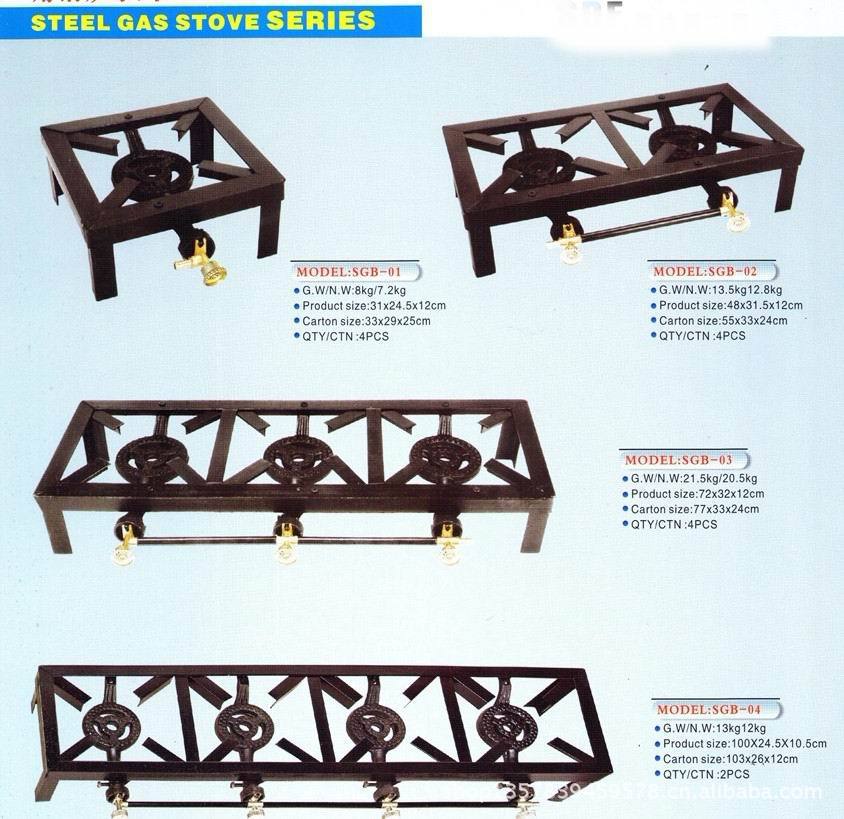 STEEL GAS STOVE SERIES
MODEL:SGB-01
G.W/N.W:8kg/7.2kg
Product size:31x24.5x12cm
Carton size:33x29x25cm
QTY/CTN :4PCS
MODEL:SGB-02
G.W/N.W:13.5kg12.8kg
Product size:48x31.5x12cm
Carton size:55x33x24cm
QTY/CTN :4PCS
MODEL:SGB-03
G.W/N.W:21.5kg/20.5kg
Product size:72x32x12cm
Carton size:77x33x24cm
QTY/CTN :4PCS
MODEL:SGB-04
G.W/N.W:13kg12kg
Product size:100X24.5X10.5cm
Carton size:103x26x12cm
QTY/CTN :2PCS